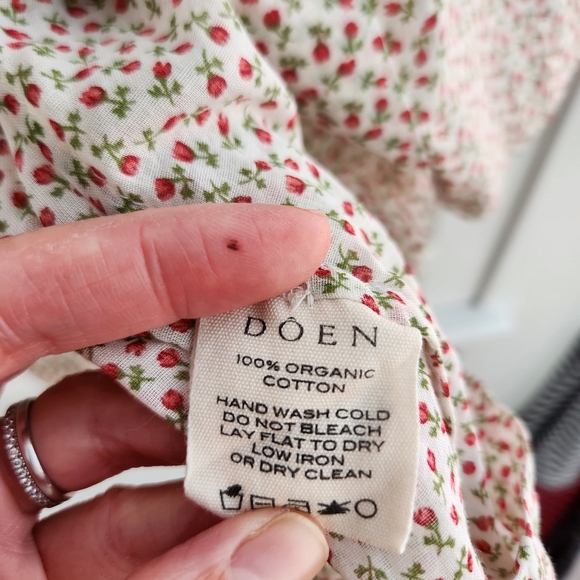 DÔEN
100% ORGANIC
COTTON
HAND WASH COLD
DO NOT BLEACH
LAY FLAT TO DRY
LOW IRON
OR DRY CLEAN